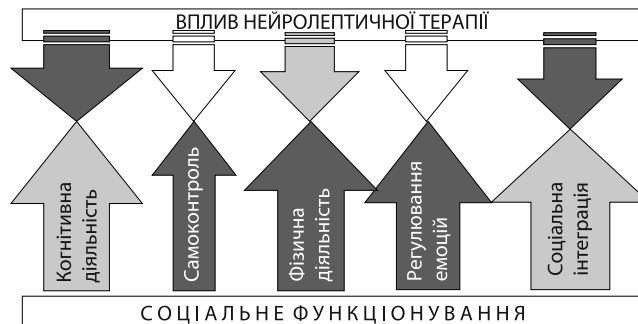 ВПЛИВ НЕЙРОЛЕПТИЧНОЇ ТЕРАПІЇ
Когнітивна
діяльність
Самоконтроль
Фізична
діяльність
Регулювання
емоцій
Соціальна
інтеграція
СОЦІАЛЬНЕ ФУНКЦІОНУВАННЯ